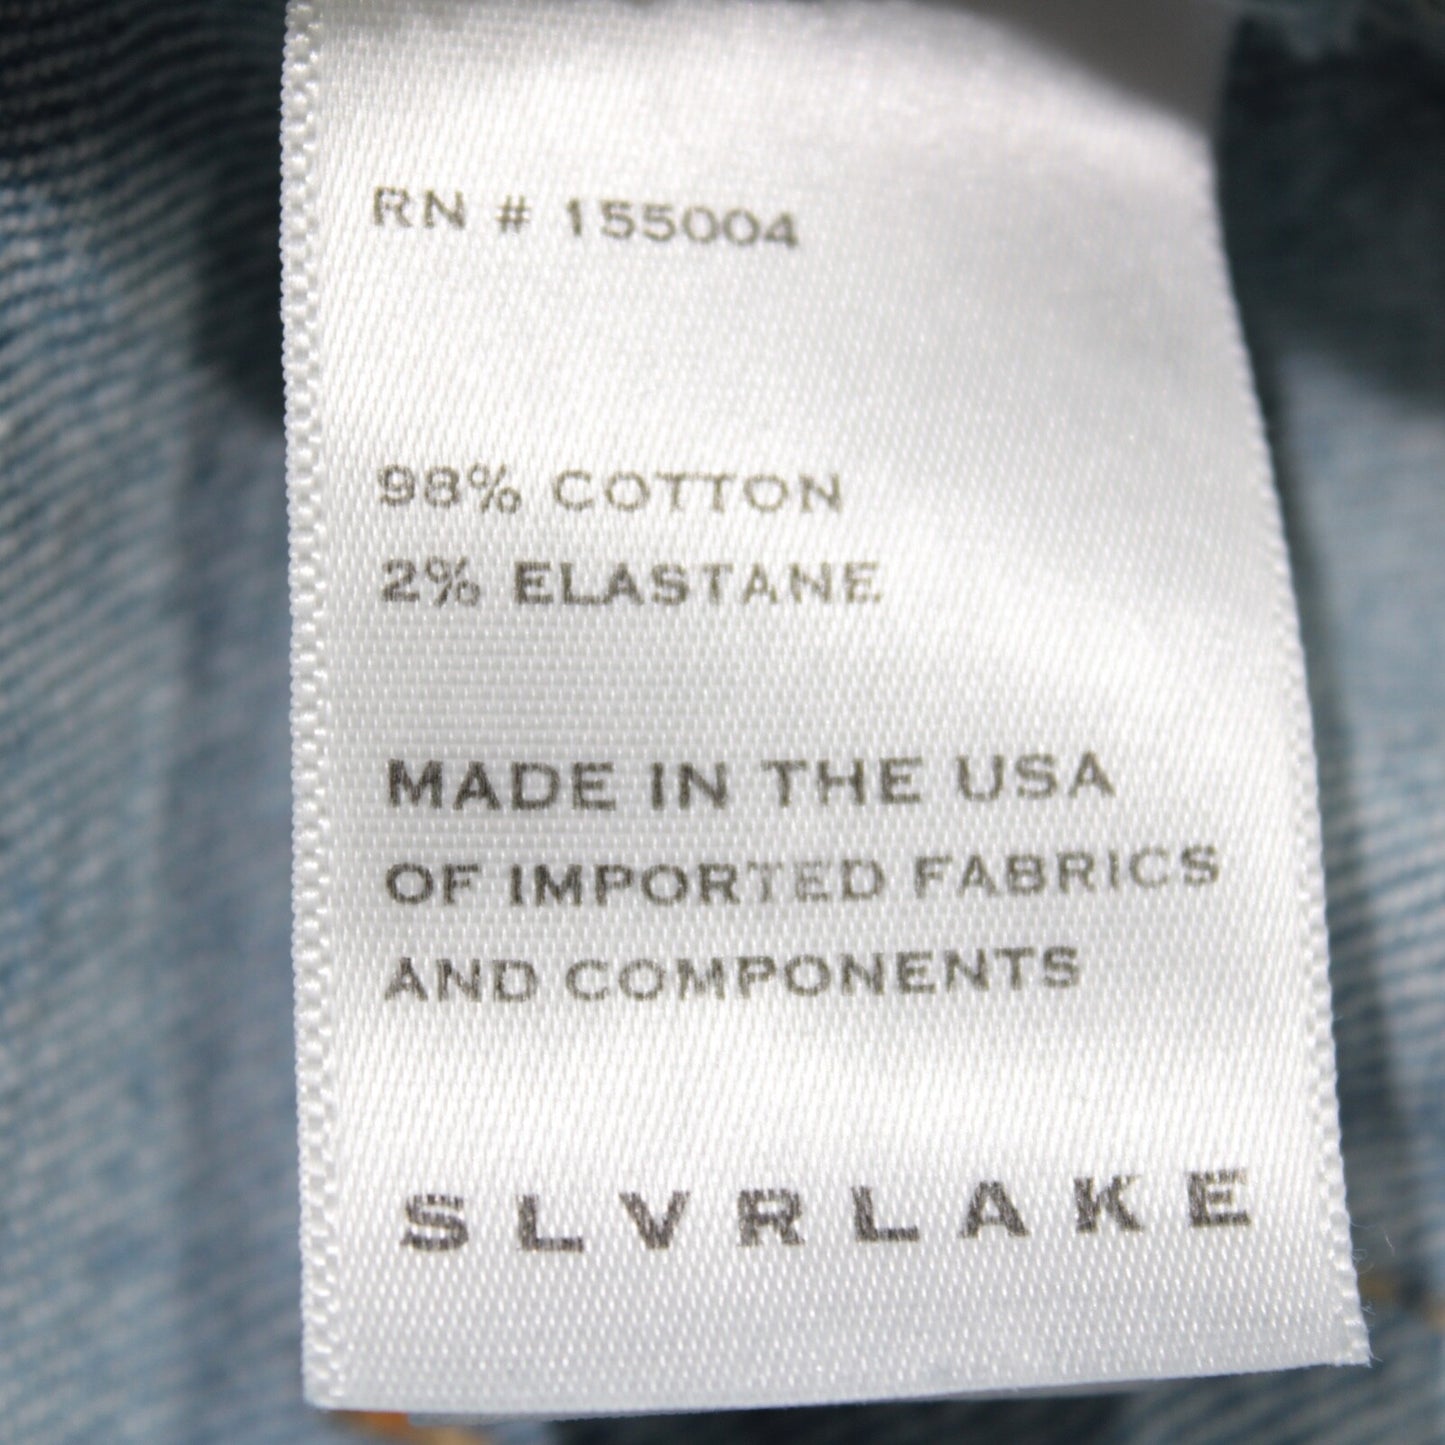 RN # 155004
98% COTTON
2% ELASTANE
MADE IN THE USA
OF IMPORTED FABRICS
AND COMPONENTS
SLVRLAKE